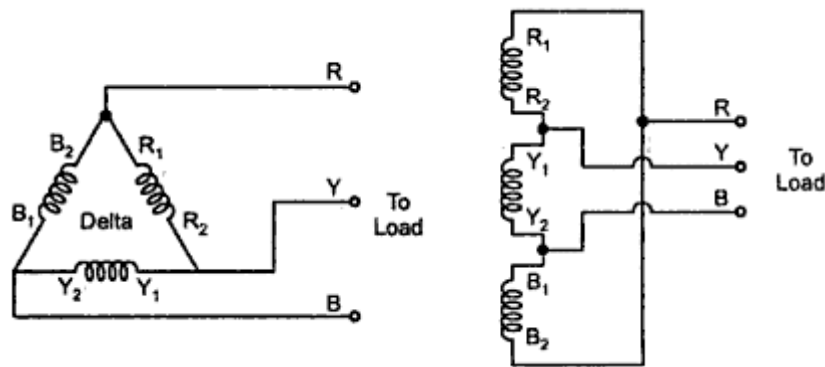 R
B₂
R₁
B₁
Delta
R₂
Y
To
Load
Y₂
Y₁
B
R₁
R₂
Y₁
Y₂
B₁
B₂
R
Y
B
To
Load